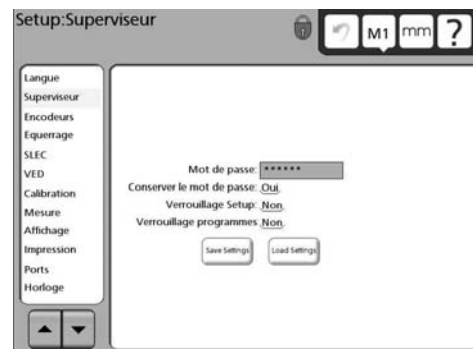 Setup:Superviseur
M1 mm ?
Langue
Superviseur
Encodeurs
Equerrage
SLEC
VED
Calibration
Mesure
Affichage
Impression
Ports
Horloge
Mot de passe: ******
Conserver le mot de passe: Oui
Verrouillage Setup: Non
Verrouillage programmes Non
Save Settings Load Settings